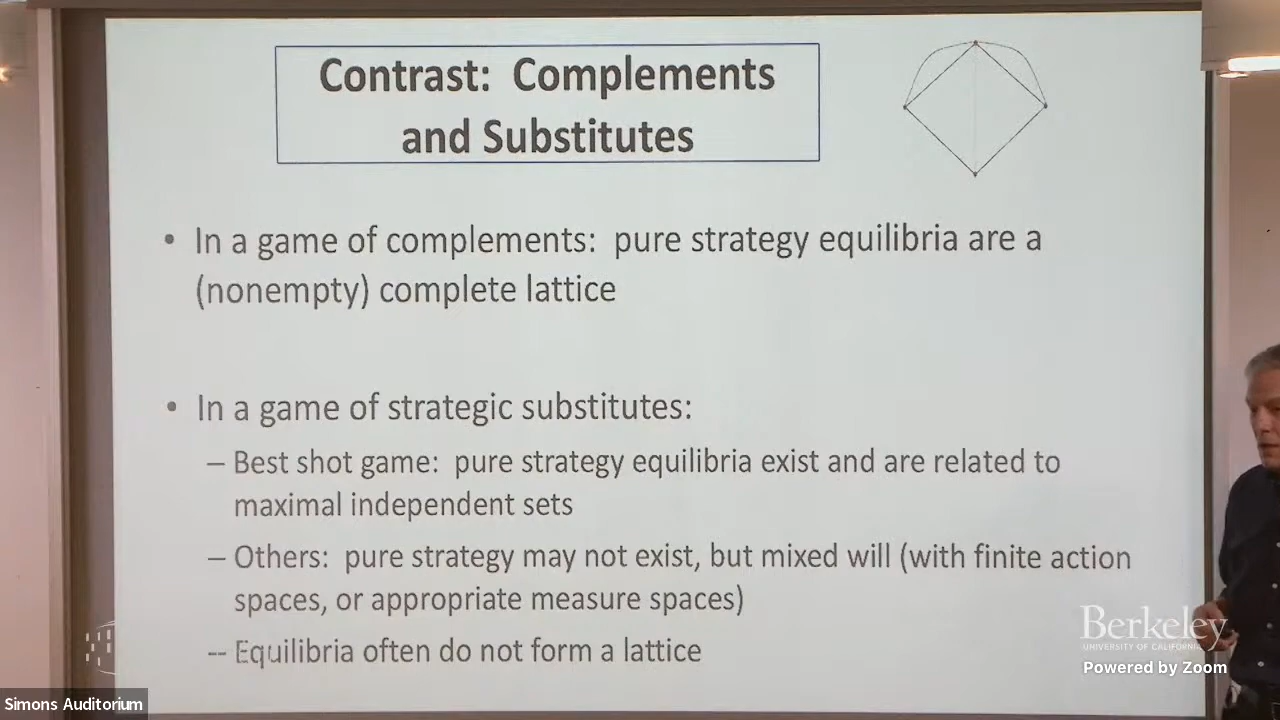 Contrast: Complements
and Substitutes
• In a game of complements: pure strategy equilibria are a
(nonempty) complete lattice
• In a game of strategic substitutes:
– Best shot game: pure strategy equilibria exist and are related to
maximal independent sets
– Others: pure strategy may not exist, but mixed will (with finite action
spaces, or appropriate measure spaces)
-- Equilibria often do not form a lattice
Berkeley
UNIVERSITY OF CALIFORNIA
Powered by Zoom
Simons Auditorium